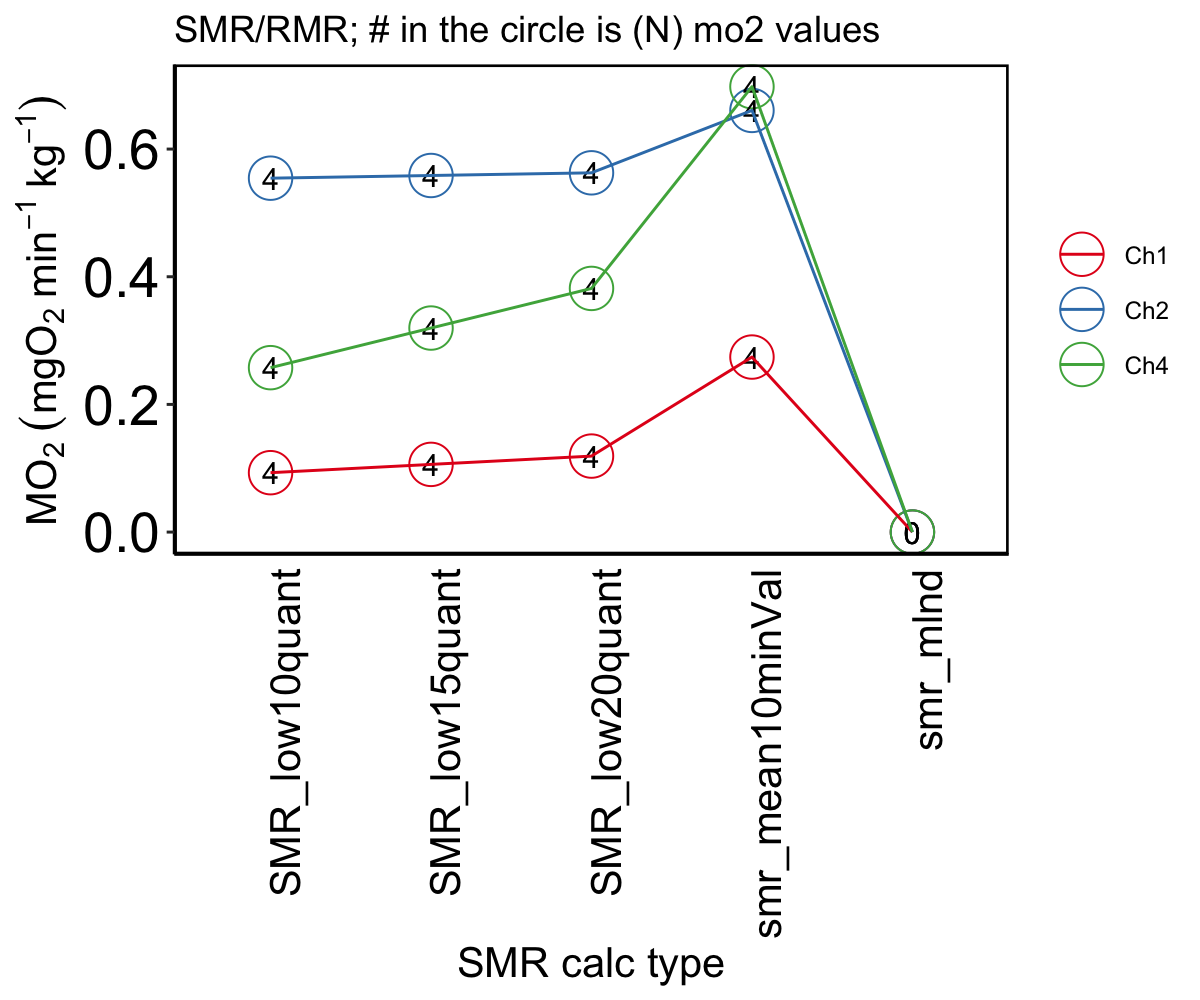 SMR/RMR; # in the circle is (N) mo2 values
MO₂ (mgO₂ min⁻¹ kg⁻¹)
0.6
0.4
0.2
0.0
4 4 4 4 0
4 4 4 4
4 4 4 4
Ch1
Ch2
Ch4
SMR_low10quant
SMR_low15quant
SMR_low20quant
smr_mean10minVal
smr_mlnd
SMR calc type